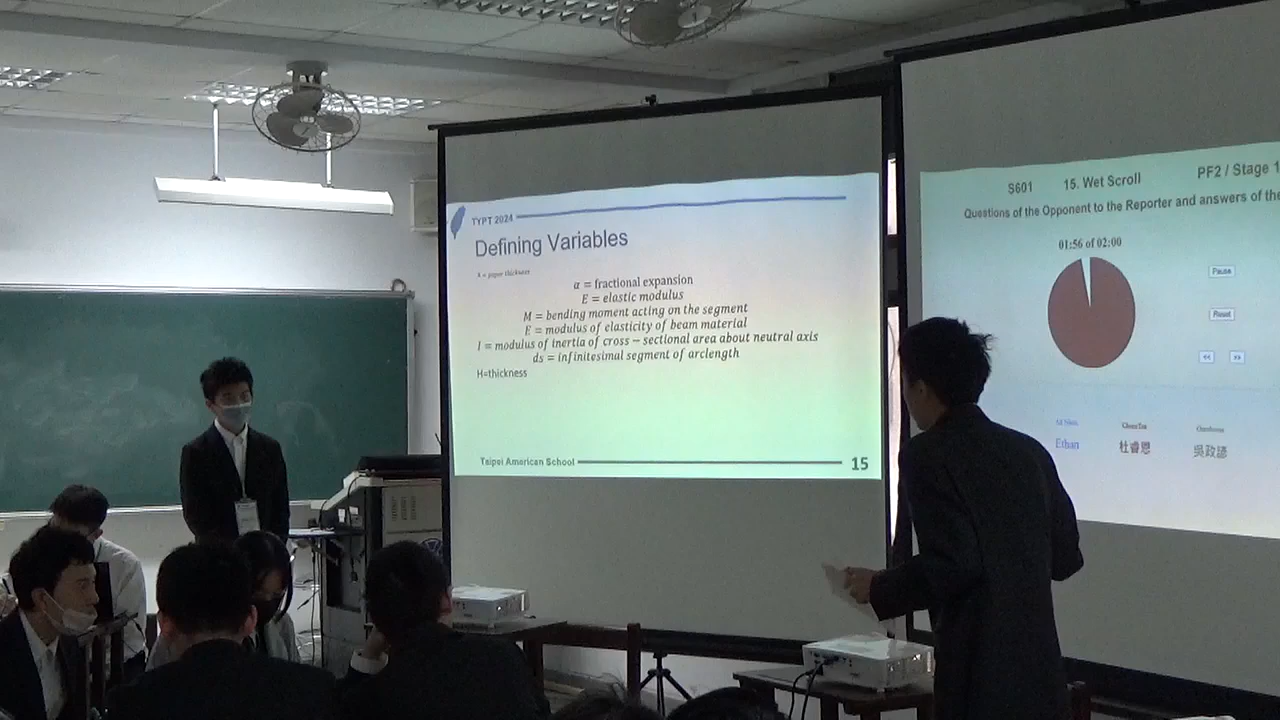 TYPT 2024
Defining Variables
λ = paper thickness
α = fractional expansion
E = elastic modulus
M = bending moment acting on the segment
E = modulus of elasticity of beam material
I = modulus of inertia of cross − sectional area about neutral axis
ds = infinitesimal segment of arclength
H=thickness
Taipei American School
15
S601 15. Wet Scroll PF2 / Stage 1
Questions of the Opponent to the Reporter and answers of the
01:56 of 02:00
Pause
Reset
<< >>
Ethan 杜睿恩 吳政諺